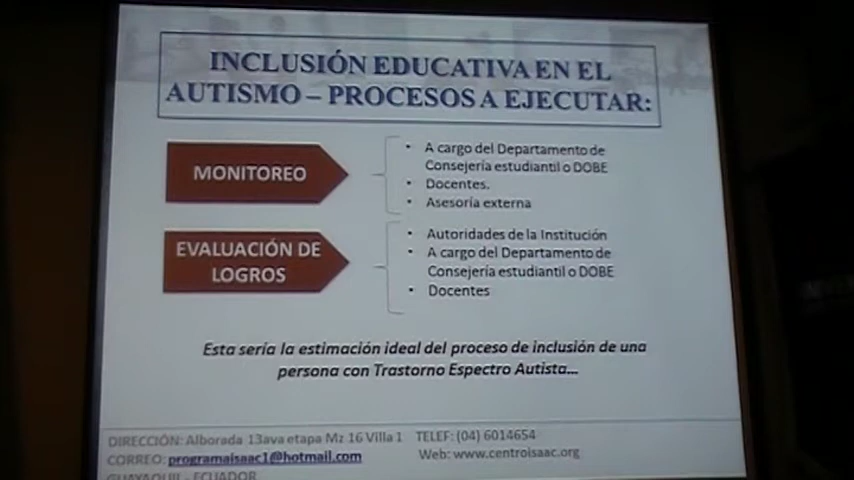 INCLUSIÓN EDUCATIVA EN EL
AUTISMO – PROCESOS A EJECUTAR:
MONITOREO
• A cargo del Departamento de
Consejería estudiantil o DOBE
• Docentes.
• Asesoría externa
EVALUACIÓN DE
LOGROS
• Autoridades de la Institución
• A cargo del Departamento de
Consejería estudiantil o DOBE
• Docentes
Esta sería la estimación ideal del proceso de inclusión de una
persona con Trastorno Espectro Autista...
DIRECCIÓN: Alborada 13ava etapa Mz 16 Villa 1 TELEF: (04) 6014654
CORREO: programaisaac1@hotmail.com Web: www.centroisaac.org
GUAYAQUIL - ECUADOR